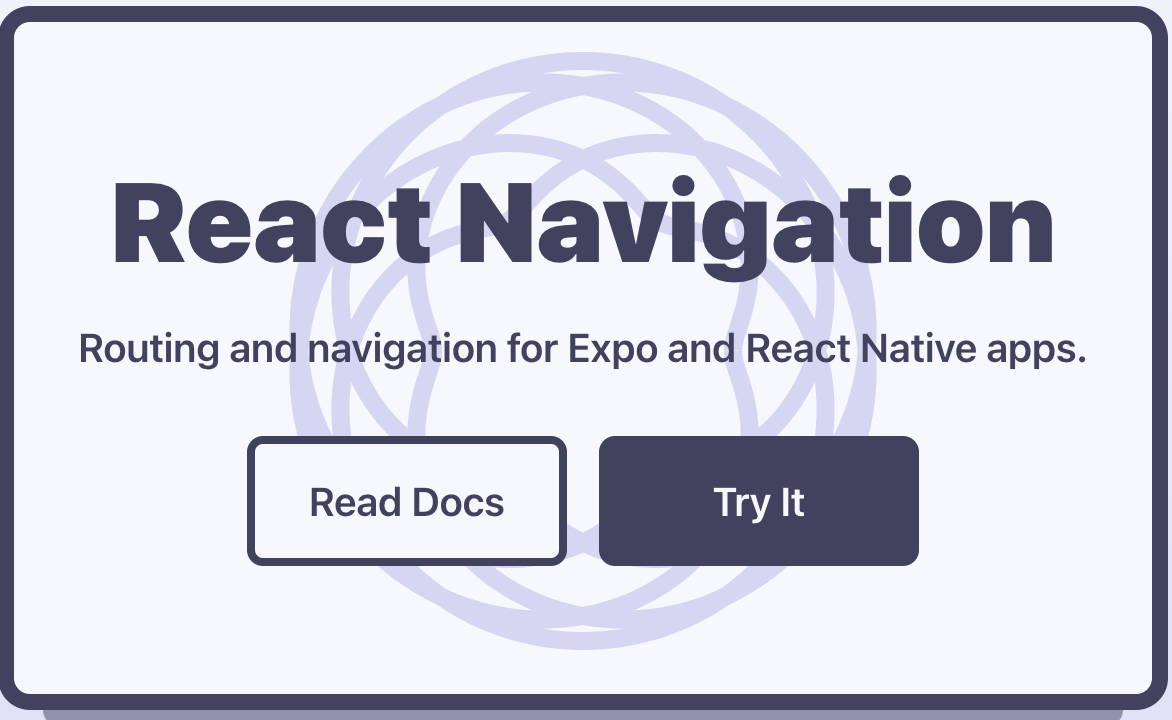 React Navigation
Routing and navigation for Expo and React Native apps.
Read Docs
Try It